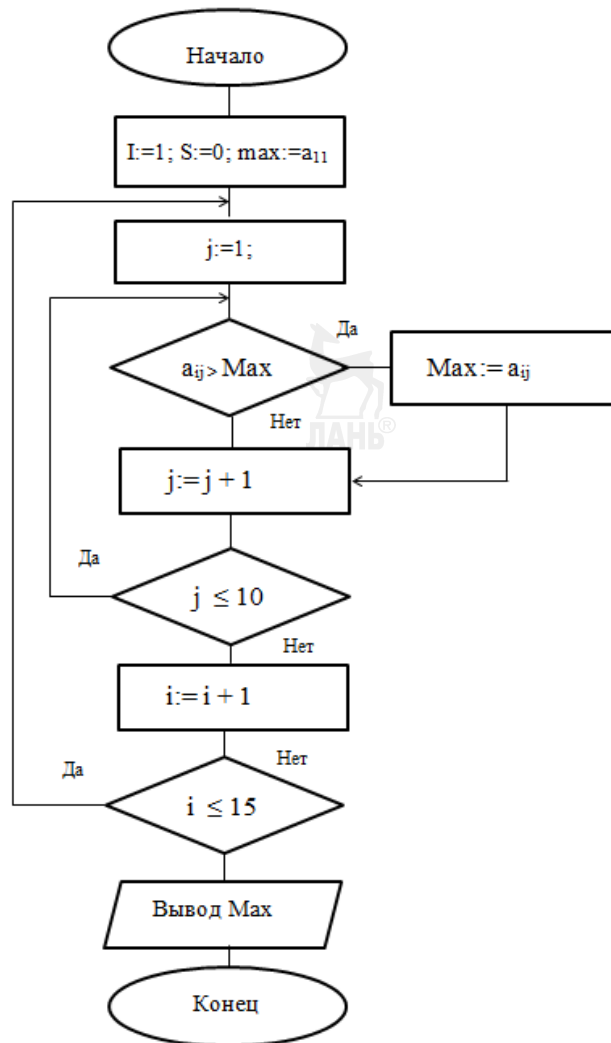 Начало
I:=1; S:=0; max:=a₁₁
j:=1;
Да
aᵢⱼ > Max
Max:= aᵢⱼ
Нет
ЛАНЬ®
j:= j + 1
Да
j ≤ 10
Нет
i:= i + 1
Нет
Да
i ≤ 15
Вывод Max
Конец